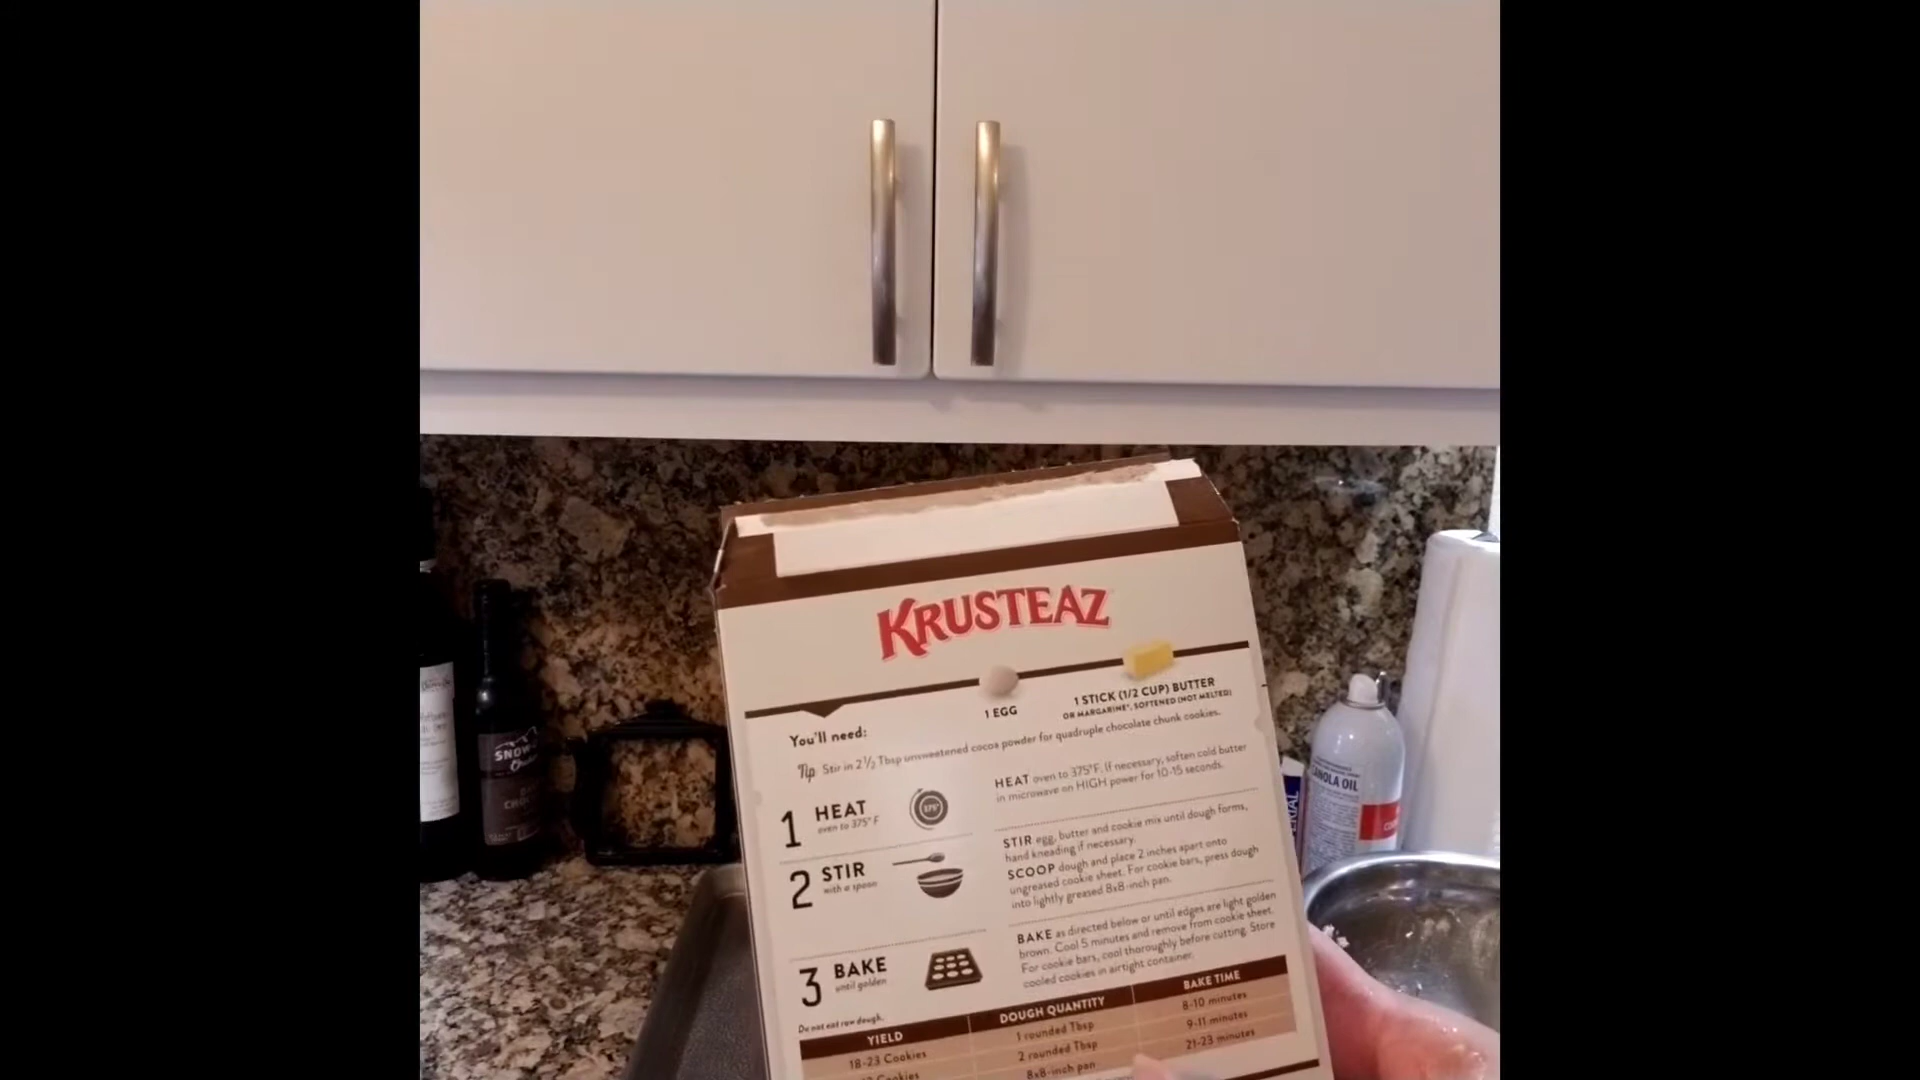 KRUSTEAZ
1 EGG
1 STICK (1/2 CUP) BUTTER
OR MARGARINE*, SOFTENED (NOT MELTED)
You'll need:
Tip Stir in 2 1/2 Tbsp unsweetened cocoa powder for quadruple chocolate chunk cookies.
1 HEAT
oven to 375° F
375°
HEAT oven to 375°F. If necessary, soften cold butter
in microwave on HIGH power for 10-15 seconds.
2 STIR
with a spoon
STIR egg, butter and cookie mix until dough forms,
hand kneading if necessary.
SCOOP dough and place 2 inches apart onto
ungreased cookie sheet. For cookie bars, press dough
into lightly greased 8x8-inch pan.
3 BAKE
until golden
BAKE as directed below or until edges are light golden
brown. Cool 5 minutes and remove from cookie sheet.
For cookie bars, cool thoroughly before cutting. Store
cooled cookies in airtight container.
Do not eat raw dough.
YIELD DOUGH QUANTITY BAKE TIME
18-23 Cookies 1 rounded Tbsp 8-10 minutes
Cookies 2 rounded Tbsp 9-11 minutes
8x8-inch pan 21-23 minutes
SNOW
CANOLA OIL